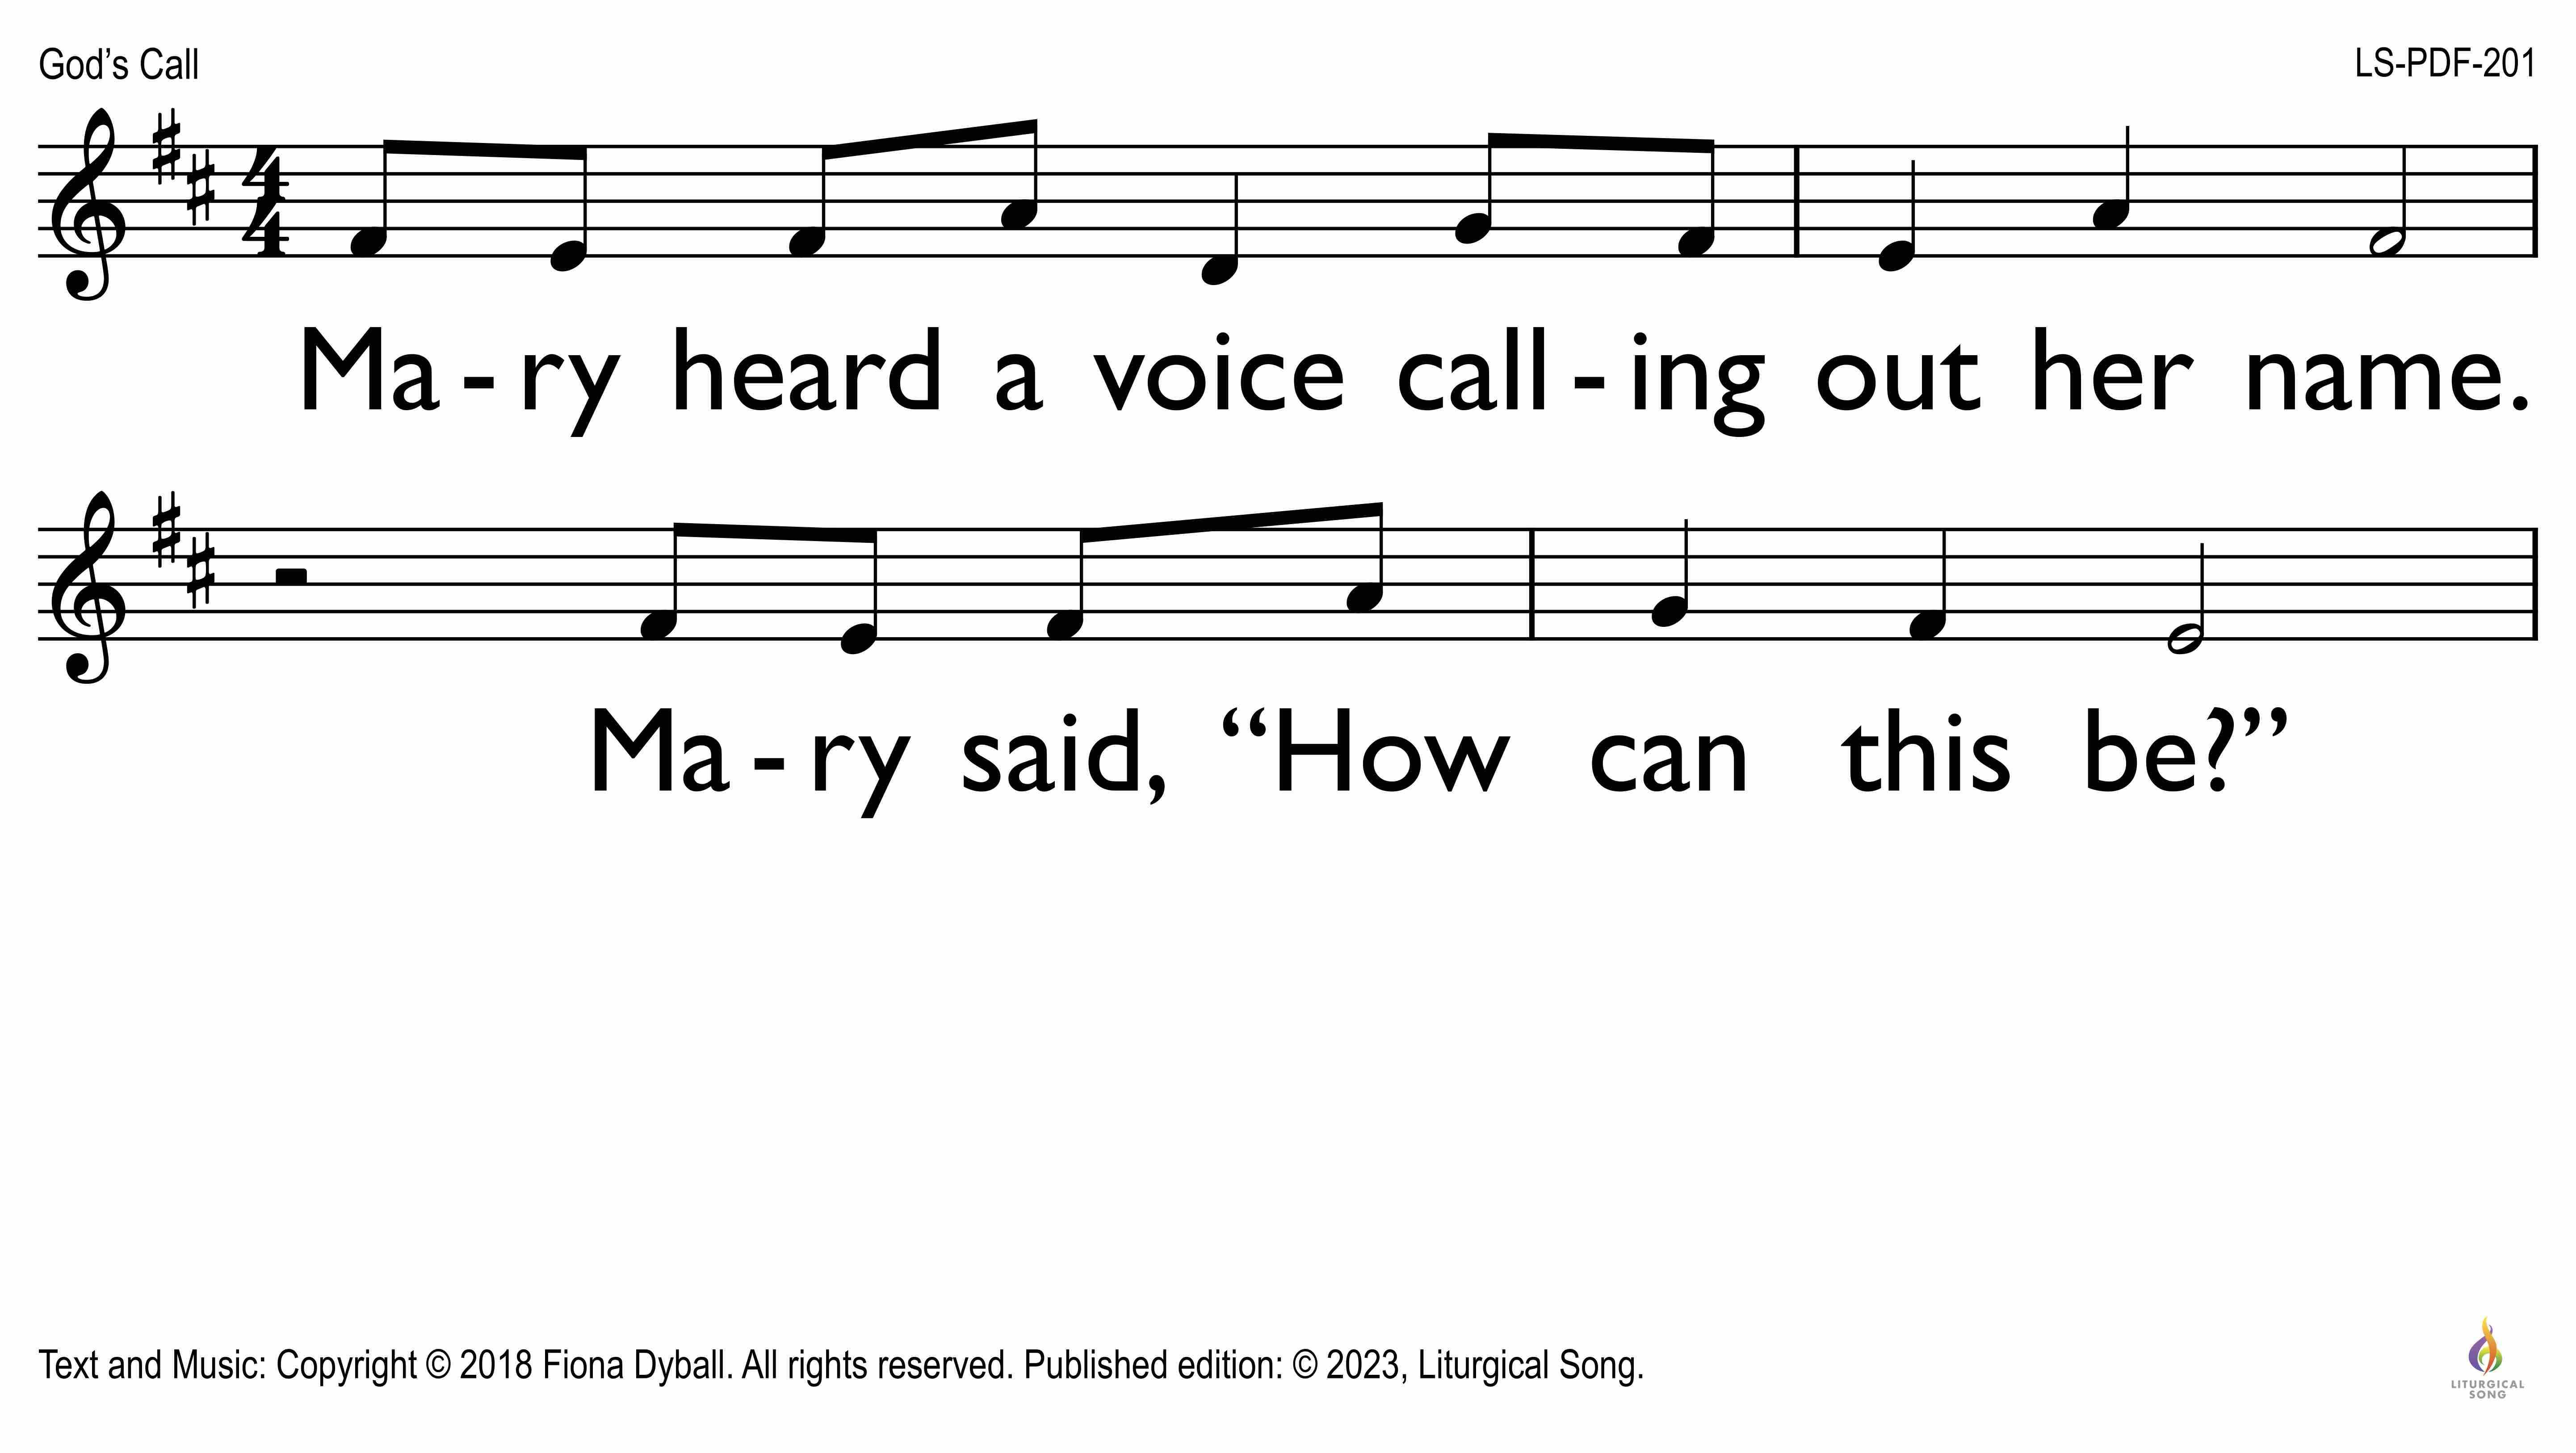 God’s Call
LS-PDF-201
4
4
Ma - ry heard a voice call - ing out her name.
Ma - ry said, “How can this be?”
Text and Music: Copyright © 2018 Fiona Dyball. All rights reserved. Published edition: © 2023, Liturgical Song.
LITURGICAL
SONG